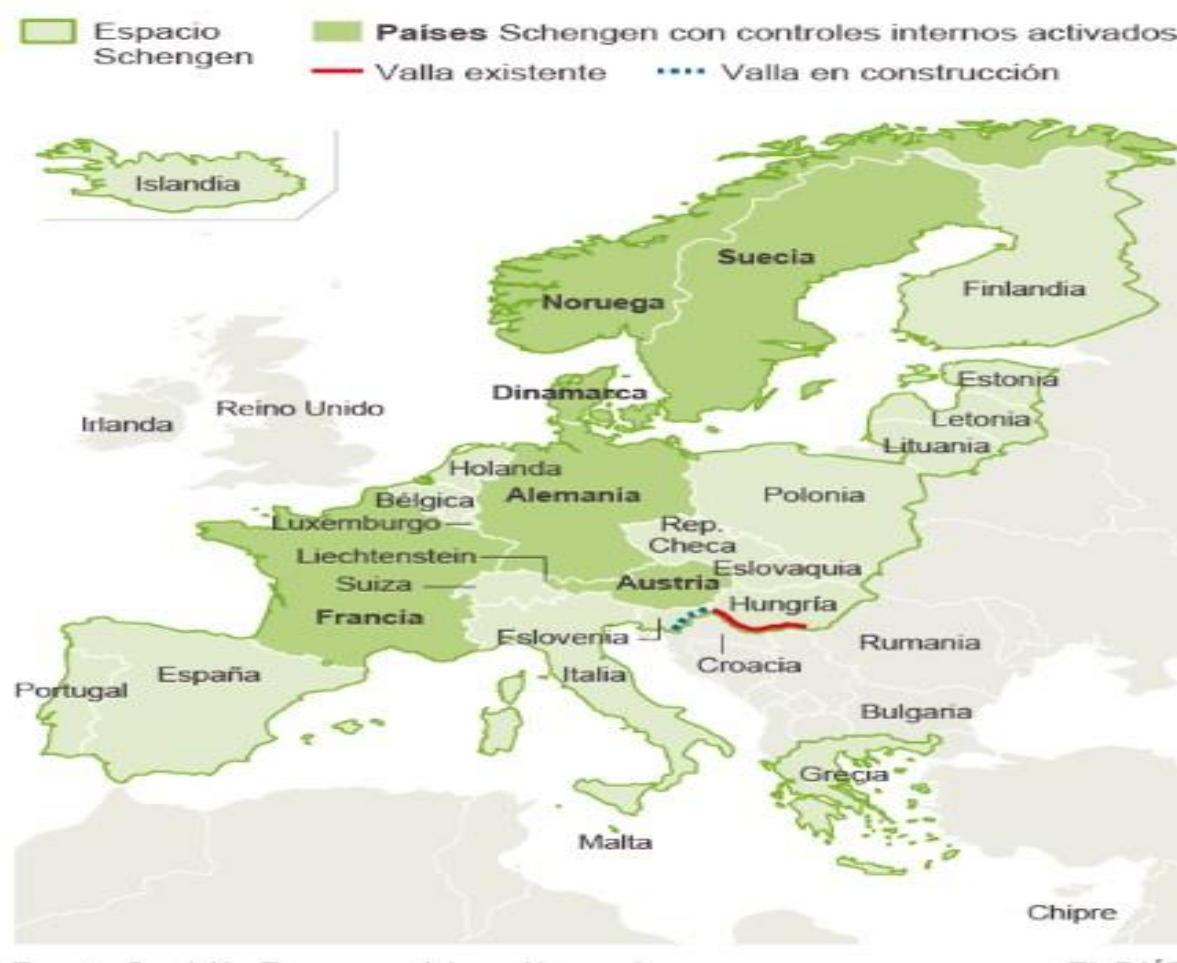 Espacio
Schengen
Países Schengen con controles internos activados
Valla existente
Valla en construcción
Islandia
Suecia
Noruega
Finlandia
Dinamarca
Estonia
Irlanda
Reino Unido
Letonia
Lituania
Holanda
Bélgica
Alemania
Polonia
Luxemburgo
Rep.
Checa
Liechtenstein
Eslovaquia
Suiza
Austria
Francia
Hungría
Eslovenia
Rumania
Croacia
España
Italia
Portugal
Bulgaria
Grecia
Malta
Chipre